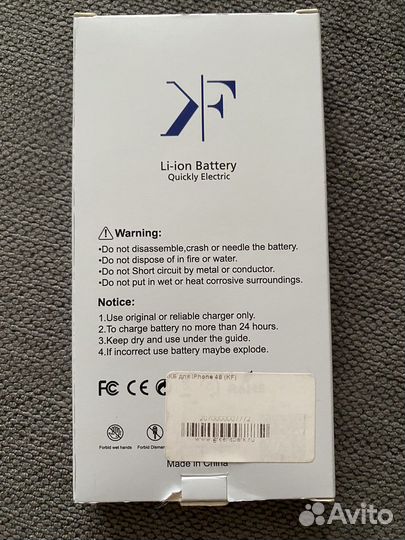 KF
Li-ion Battery
Quickly Electric
Warning:
•Do not disassemble,crash or needle the battery.
•Do not dispose of in fire or water.
•Do not Short circuit by metal or conductor.
•Do not put in wet or heat corrosive surroundings.
Notice:
1.Use original or reliable charger only.
2.To charge battery no more than 24 hours.
3.Keep dry and use under the guide.
4.If incorrect use battery maybe explode.
FC CE
для iPhone 4S (KF)
2070000007772
Forbid wet hands Forbid
Made in China
Avito